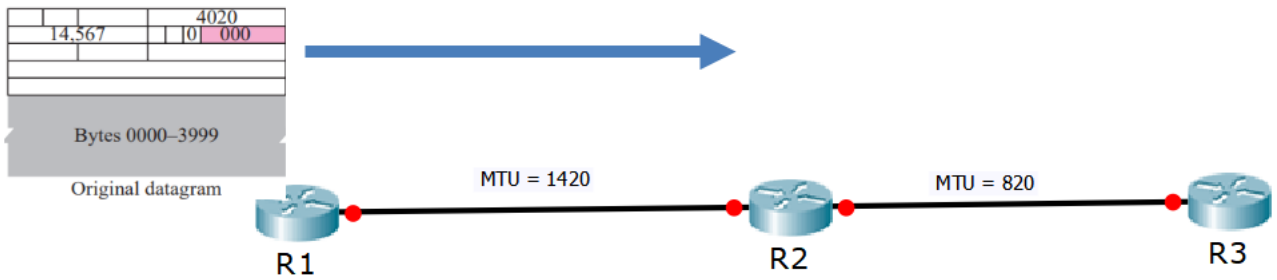 4020
14,567 0 000
Bytes 0000–3999
Original datagram
MTU = 1420
MTU = 820
R1
R2
R3